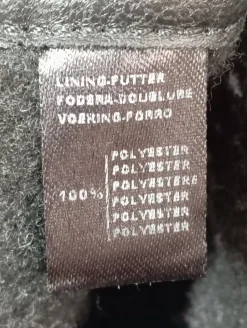 LINING-FUTTER
FODERA-DOUBLURE
VOERING-FORRO
POLYESTER
POLYESTER
100% POLYESTERE
POLYESTER
POLYESTER
POLYESTER